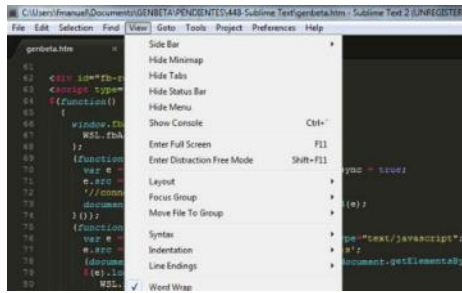 C:\Users\fmanuel\Documents\GENBETA\PENDIENTES\448-Sublime Text\genbeta.htm - Sublime Text 2 (UNREGISTER
File Edit Selection Find View Goto Tools Project Preferences Help
genbeta.htm ×
Side Bar
61 Hide Minimap
62 <div id="fb-r Hide Tabs
63 <script type= Hide Status Bar
64 $(function() Hide Menu
65 { Show Console Ctrl+`
66 window.fb
67 WSL.fbA Enter Full Screen F11
68 }; Enter Distraction Free Mode Shift+F11
69 (function
70 var e = ync = true;
71 e.src = Layout
72 '//conn Focus Group
73 documen Move File To Group (e);
74 }());
75 (function Syntax
76 var e = pe="text/javascript";
77 e.src = Indentation s';
78 (docume Line Endings document.getElementsBy
79 $(e).lo
80 WSL. ✓ Word Wrap